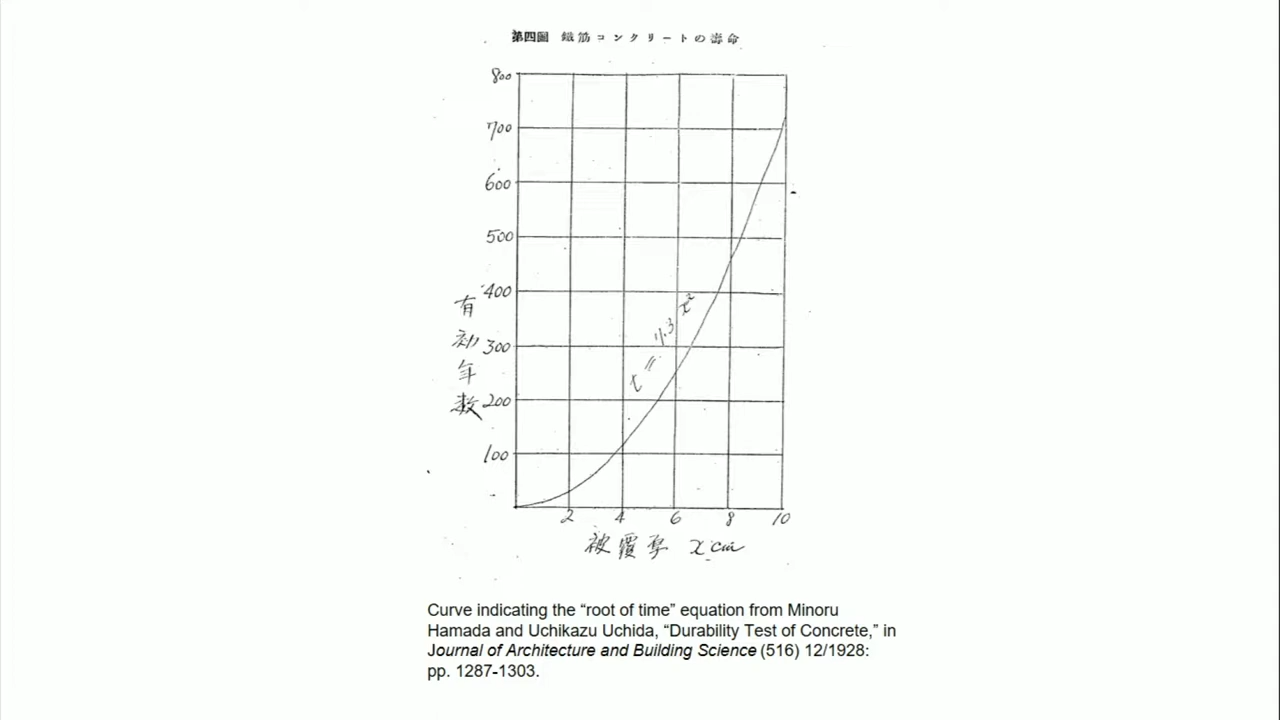 第四圖 鐵筋コンクリートの壽命
800
700
600
500
400
300
200
100
有効年数
t = 7.3 x²
2 4 6 8 10
被覆厚 x cm
Curve indicating the “root of time” equation from Minoru
Hamada and Uchikazu Uchida, “Durability Test of Concrete,” in
Journal of Architecture and Building Science (516) 12/1928:
pp. 1287-1303.